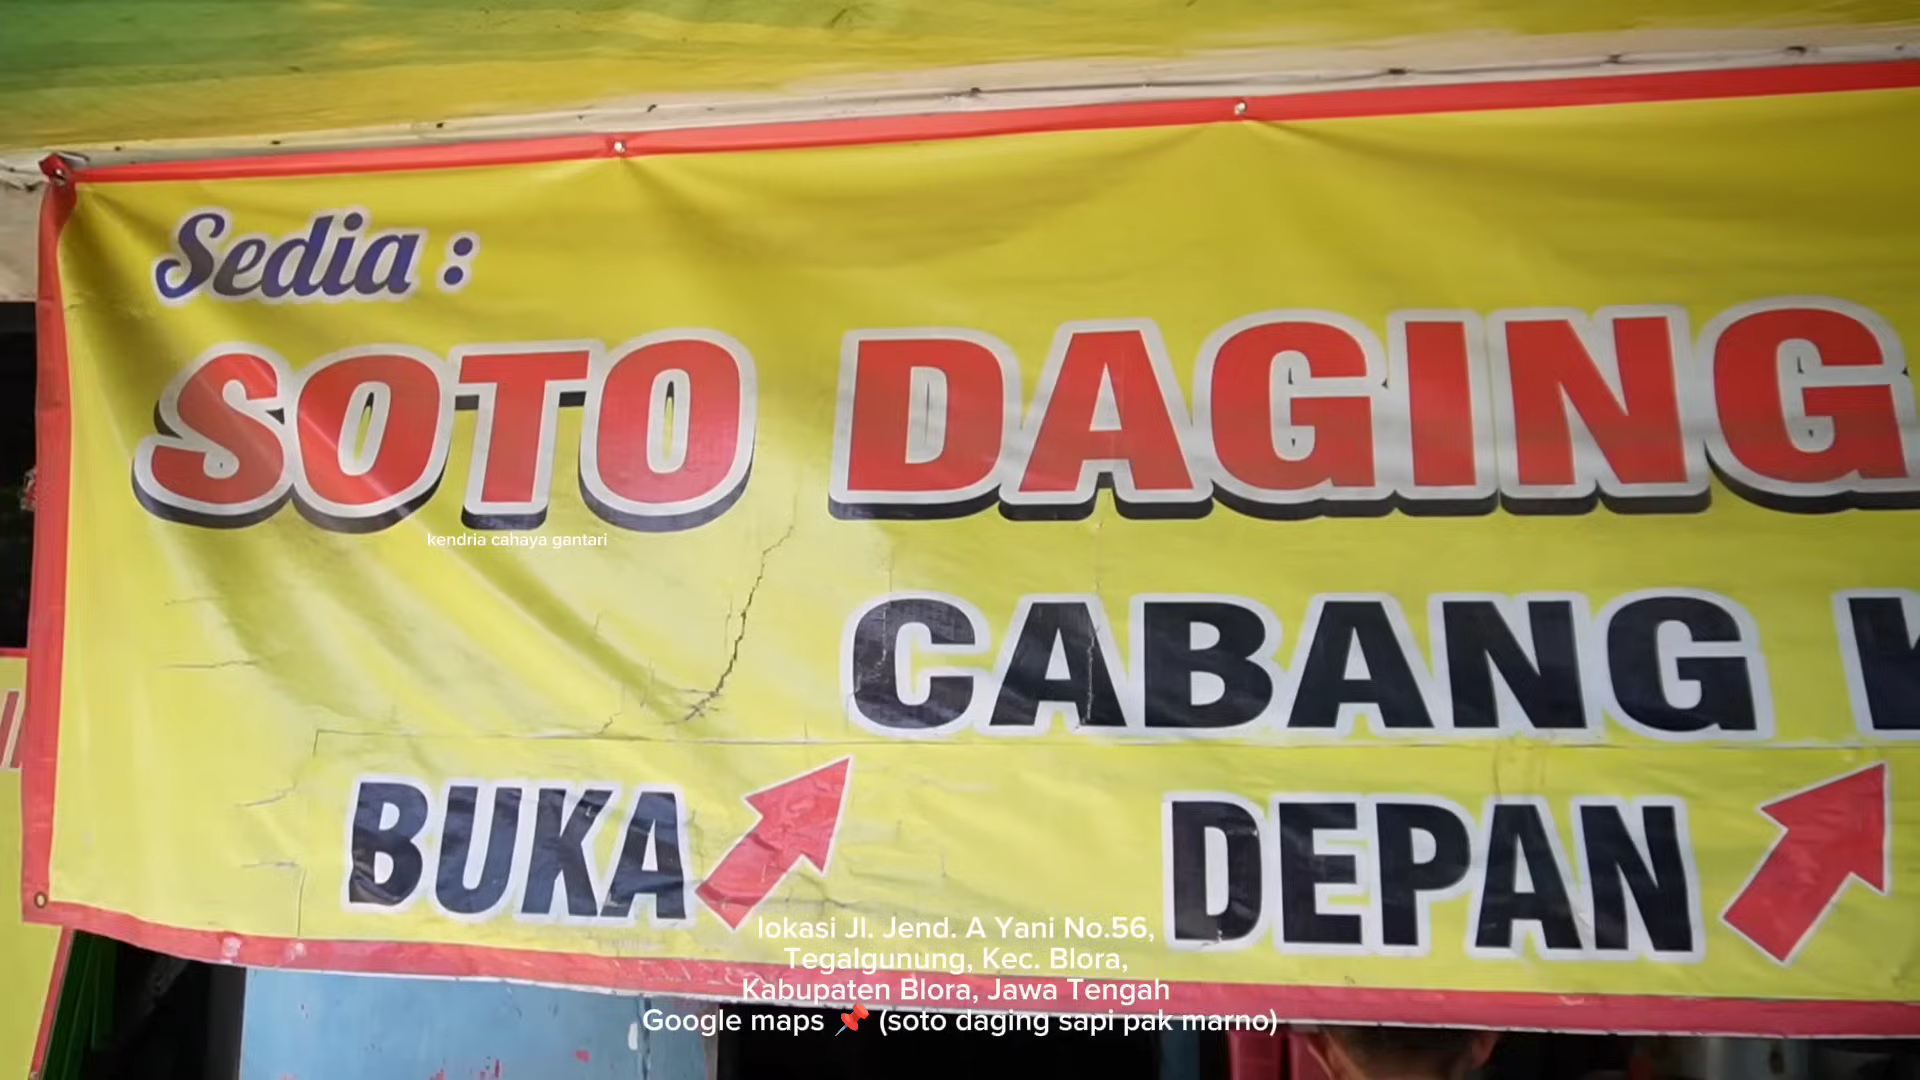 Sedia :
SOTO DAGING
kendria cahaya gantari
CABANG
BUKA
DEPAN
lokasi Jl. Jend. A Yani No.56,
Tegalgunung, Kec. Blora,
Kabupaten Blora, Jawa Tengah
Google maps 📌 (soto daging sapi pak marno)